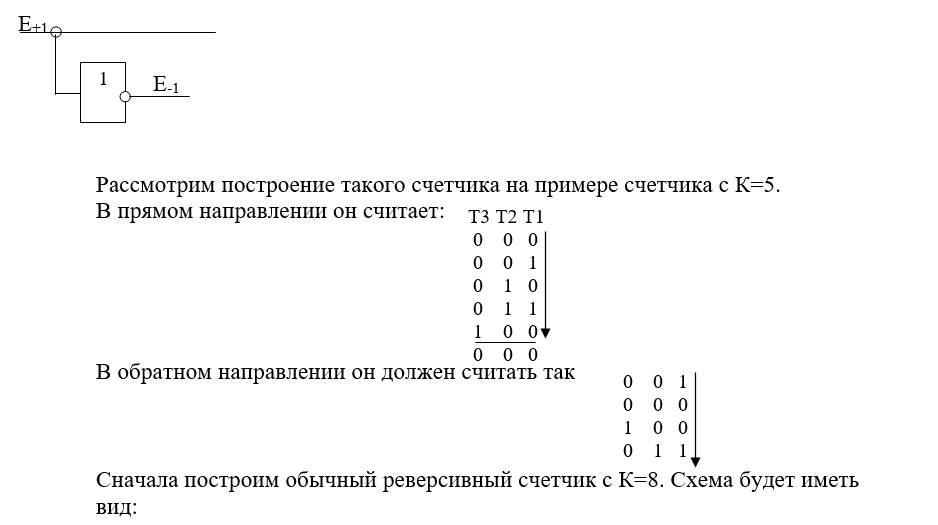 E+1
1
E-1
Рассмотрим построение такого счетчика на примере счетчика с К=5.
В прямом направлении он считает:
T3 T2 T1
0 0 0
0 0 1
0 1 0
0 1 1
1 0 0
0 0 0
В обратном направлении он должен считать так
0 0 1
0 0 0
1 0 0
0 1 1
Сначала построим обычный реверсивный счетчик с К=8. Схема будет иметь
вид: